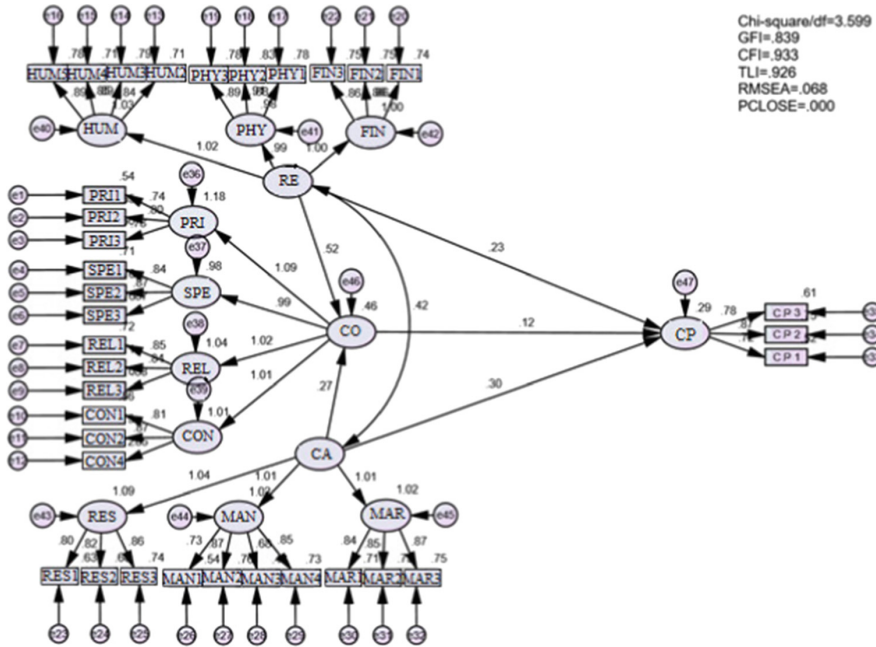 Chi-square/df=3.599
GFI=.839
CFI=.933
TLI=.926
RMSEA=.068
PCLOSE=.000
e16 e15 e14 e13 e19 e18 e17 e22 e21 e20
.78 .71 .79 .71 .78 .83 .78 .75 .75 .74
HUM5 HUM4 HUM3 HUM2 PHY3 PHY2 PHY1 FIN3 FIN2 FIN1
.89 .84 .89 .86
1.03 .98 1.00
e40 HUM PHY e41 FIN e42
1.02 .99 1.00
RE
e36
.54 1.18
e1 PRI1 .74
e2 PRI2 .80 PRI
e3 PRI3
e37
.71 .98
e4 SPE1 .84
e5 SPE2 .87 SPE
e6 SPE3
.52 .23
1.09
.99 .42
e46 e47
.46 .29 .78 .61
CO .12 CP
CP 3
CP 2
CP 1
.72 e38
1.04 1.02
e7 REL1 .85
e8 REL2 .84 REL
e9 REL3
e39 1.01
.27 .30
e10 CON1 .81 1.01
e11 CON2 .87 CON
e12 CON4
CA
1.04 1.01 1.01
1.09 1.02
e43 RES e44 MAN MAR e45
.80 .82 .86 .73 .87 .68 .85 .84 .85 .87
.63 .74 .54 .76 .73 .71 .75
RES1 RES2 RES3 MAN1 MAN2 MAN3 MAN4 MAR1 MAR2 MAR3
e23 e24 e25 e26 e27 e28 e29 e30 e31 e32